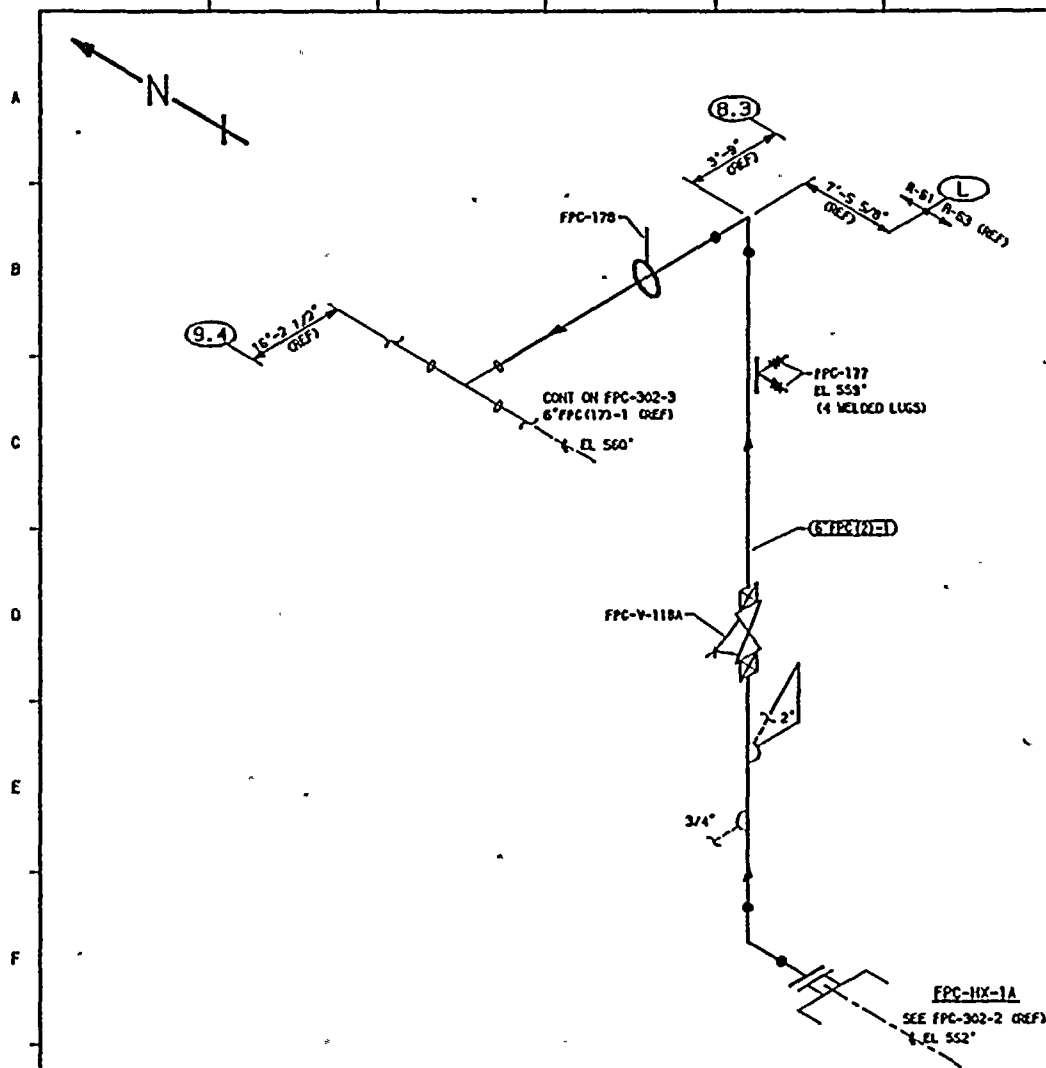 A
N
8.3
3'-9"
(REF)
L
7'-5 5/8"
(REF)
R-61 R-63 (REF)
FPC-178
B
9.4
16'-2 1/2"
(REF)
FPC-177
EL 559'
(4 WELDED LUGS)
CONT ON FPC-302-3
6"FPC(17)-1 (REF)
℄ EL 560'
C
6"FPC(2)-1
D
FPC-V-118A
2"
E
3/4"
F
FPC-HX-1A
SEE FPC-302-2 (REF)
℄ EL 552'